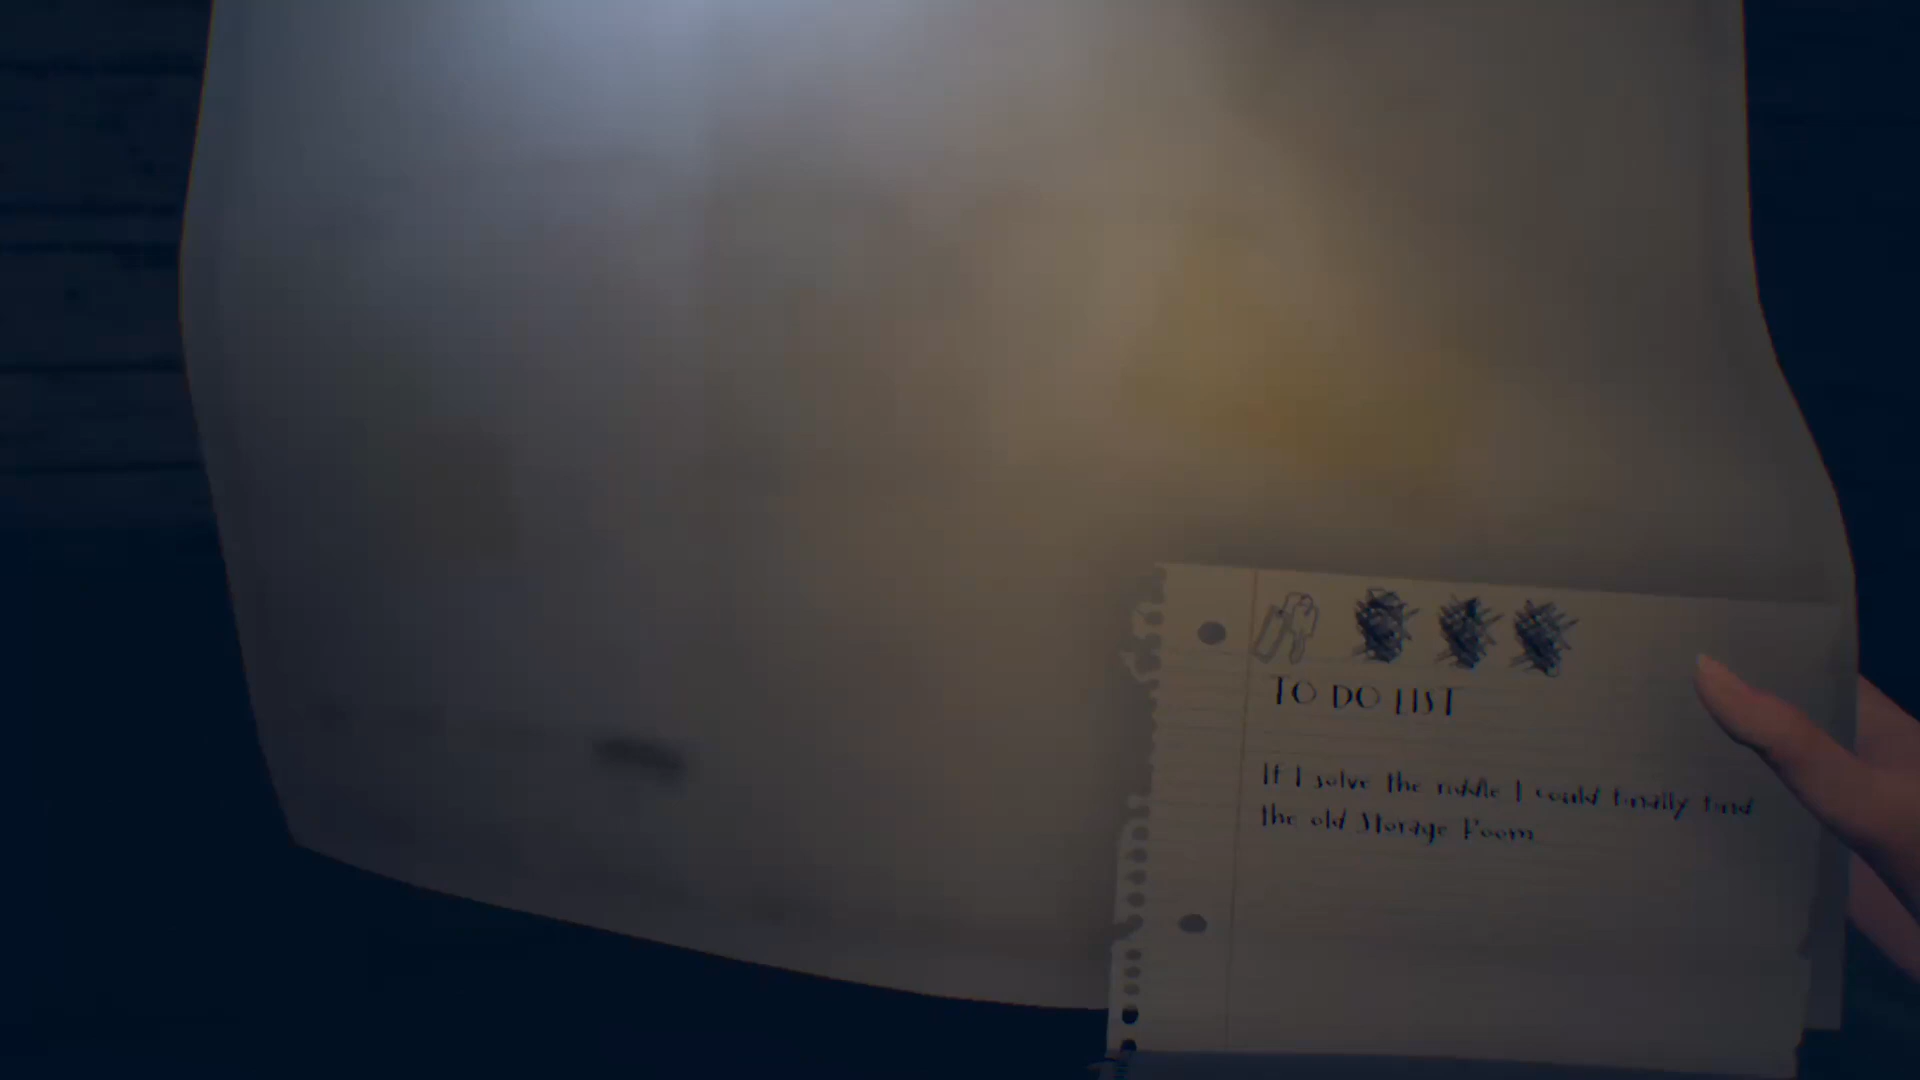 TO DO LIST
If I solve the riddle I could finally find
the old Storage Room